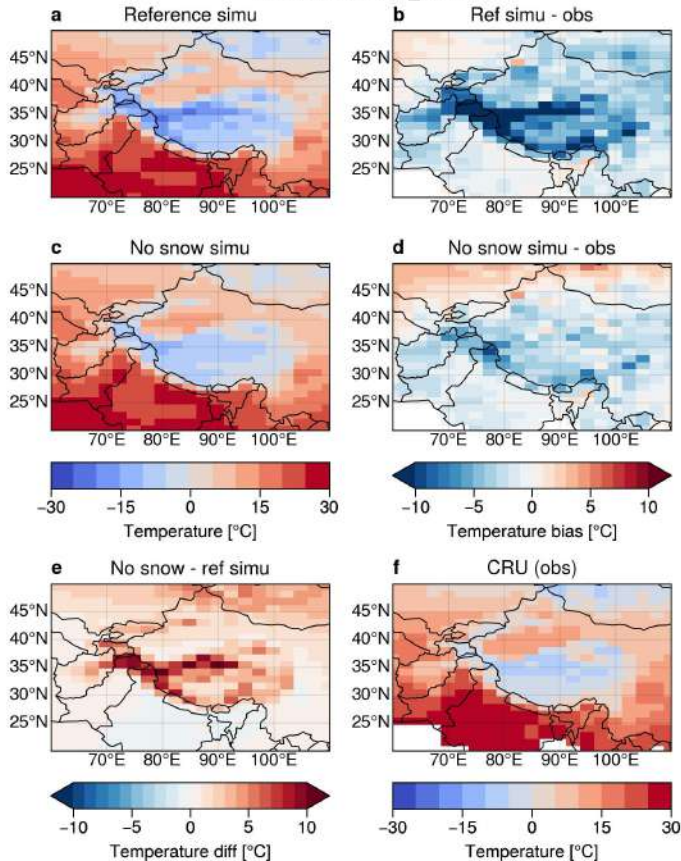 a Reference simu
b Ref simu - obs
45°N
40°N
35°N
30°N
25°N
45°N
40°N
35°N
30°N
25°N
70°E 80°E 90°E 100°E
70°E 80°E 90°E 100°E
c No snow simu
d No snow simu - obs
45°N
40°N
35°N
30°N
25°N
45°N
40°N
35°N
30°N
25°N
70°E 80°E 90°E 100°E
70°E 80°E 90°E 100°E
−30 −15 0 15 30
Temperature [°C]
−10 −5 0 5 10
Temperature bias [°C]
e No snow - ref simu
f CRU (obs)
45°N
40°N
35°N
30°N
25°N
45°N
40°N
35°N
30°N
25°N
70°E 80°E 90°E 100°E
70°E 80°E 90°E 100°E
−10 −5 0 5 10
Temperature diff [°C]
−30 −15 0 15 30
Temperature [°C]